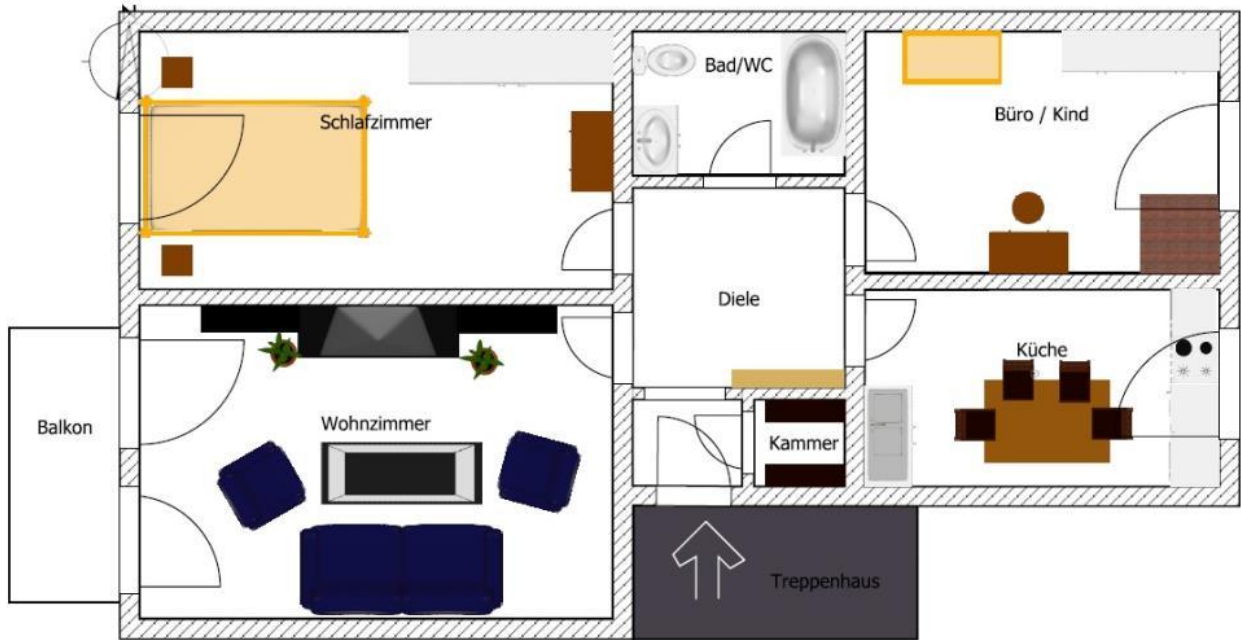 Schlafzimmer
Bad/WC
Büro / Kind
Diele
Küche
Balkon
Wohnzimmer
Kammer
Treppenhaus